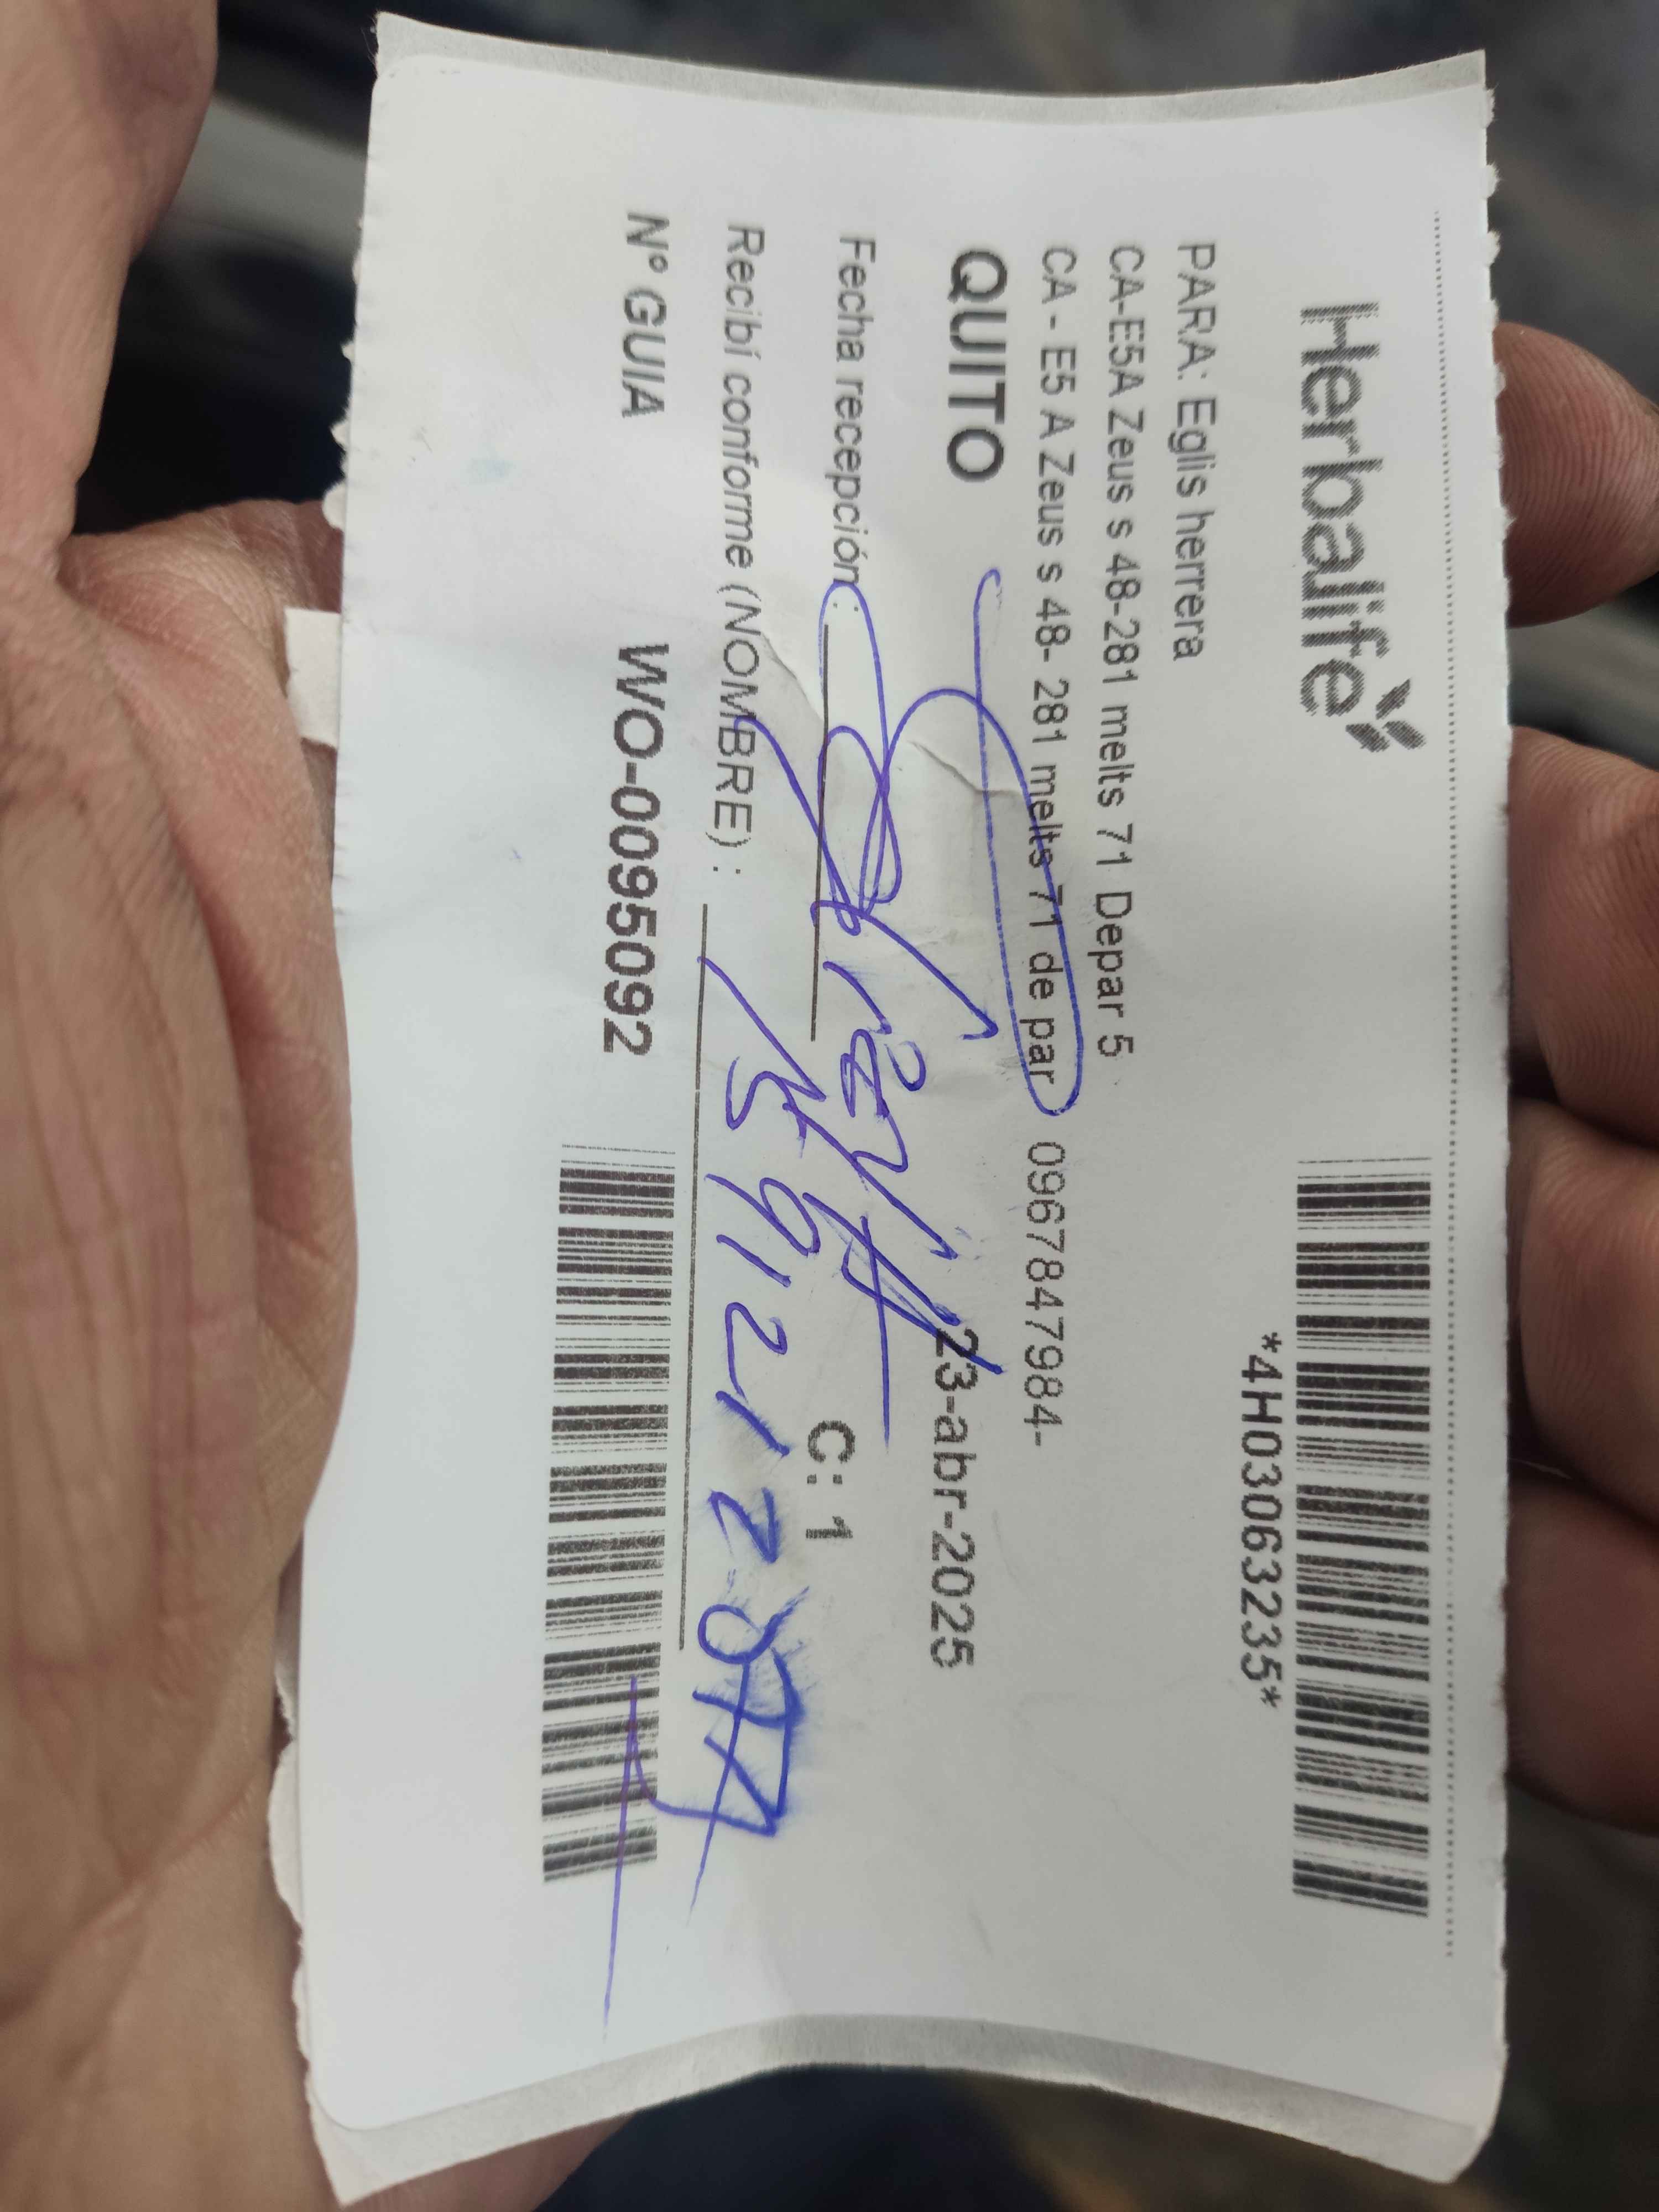 Herbalife
*4H03063235*
PARA: Eglis herrera
CA-E5A Zeus s 48-281 melts 71 Depar 5
CA - E5 A Zeus s 48- 281 melts 71 de par 0967847984-
QUITO 23-abr-2025
Fecha recepción: C: 1
Recibí conforme (NOMBRE) :
Nº GUIA WO-0095092